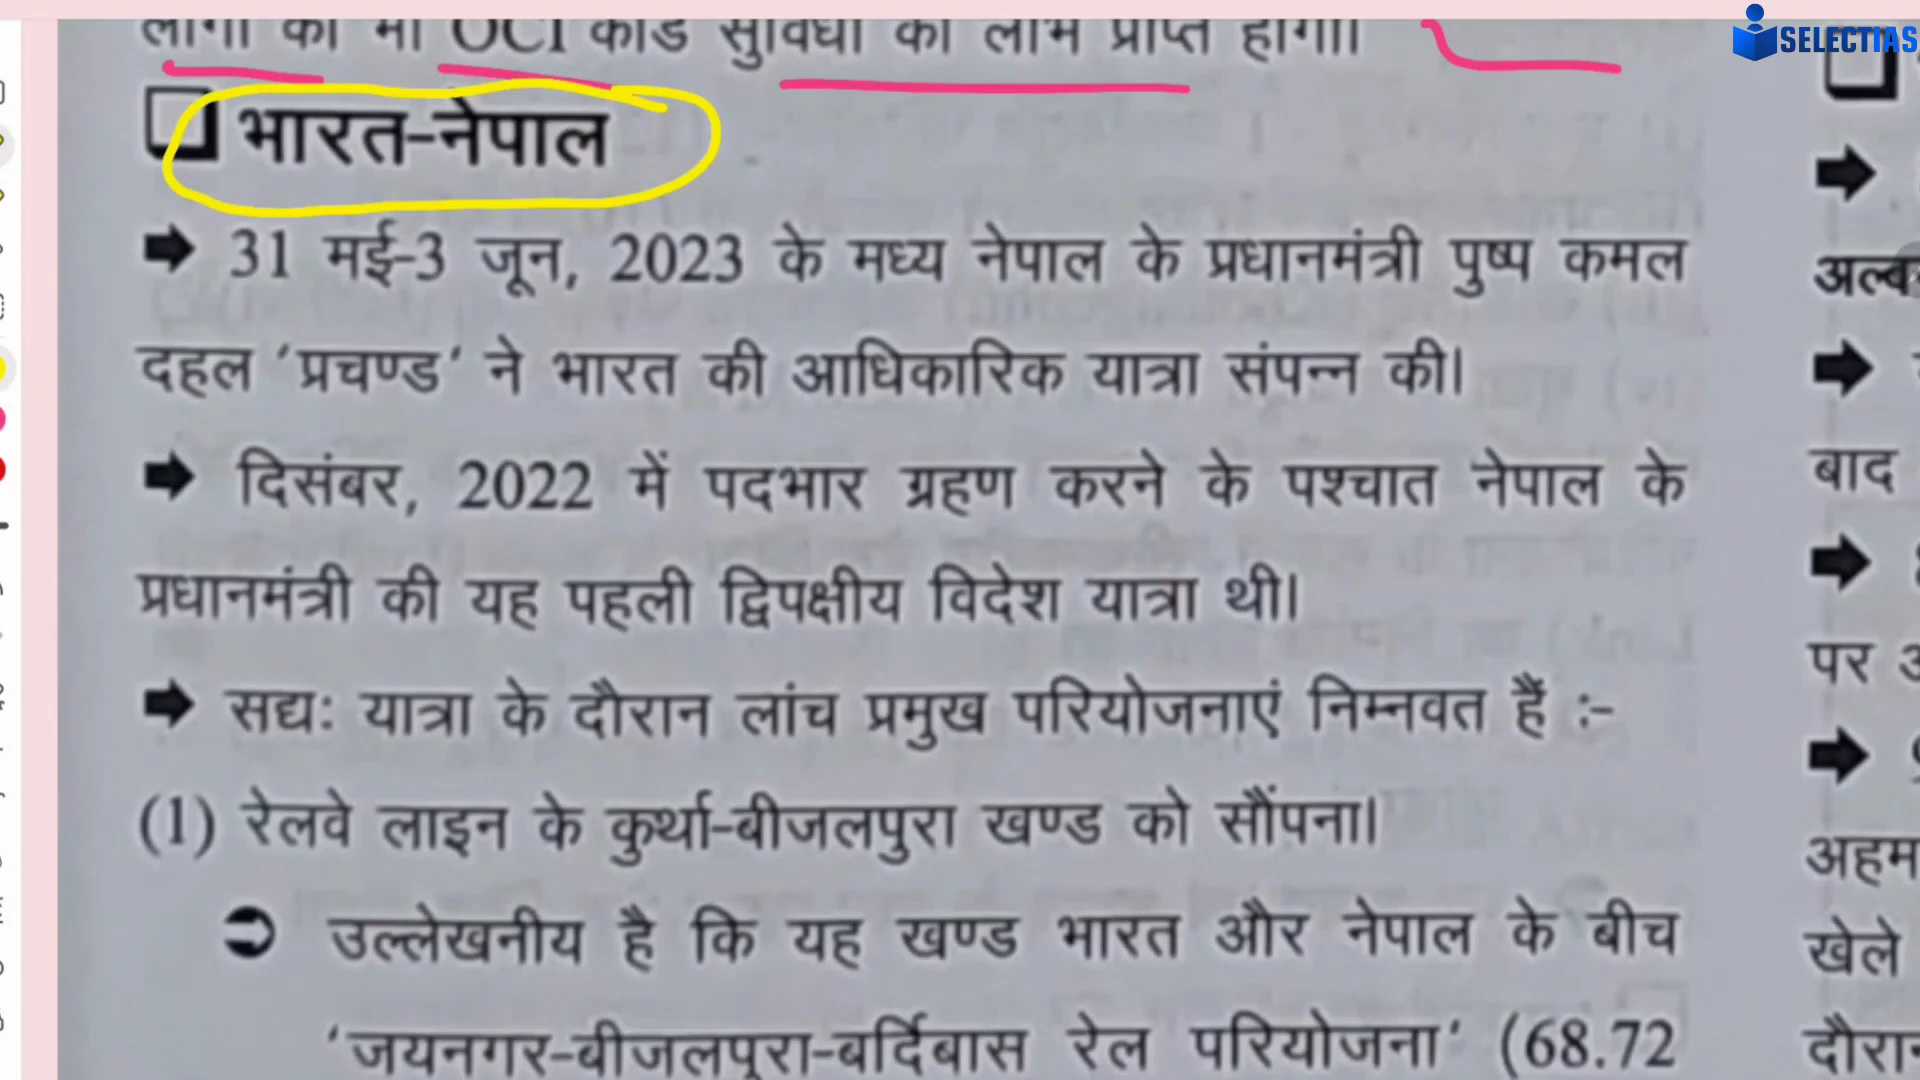 लोगों को भी OCI कार्ड सुविधा का लाभ प्राप्त होगा।
SELECTIAS
भारत-नेपाल
31 मई-3 जून, 2023 के मध्य नेपाल के प्रधानमंत्री पुष्प कमल
दहल ‘प्रचण्ड’ ने भारत की आधिकारिक यात्रा संपन्न की।
दिसंबर, 2022 में पदभार ग्रहण करने के पश्चात नेपाल के
प्रधानमंत्री की यह पहली द्विपक्षीय विदेश यात्रा थी।
सद्यः यात्रा के दौरान लांच प्रमुख परियोजनाएं निम्नवत हैं :-
(1) रेलवे लाइन के कुर्था-बीजलपुरा खण्ड को सौंपना।
उल्लेखनीय है कि यह खण्ड भारत और नेपाल के बीच
‘जयनगर-बीजलपुरा-बर्दिबास रेल परियोजना’ (68.72
बाद
पर
खेले